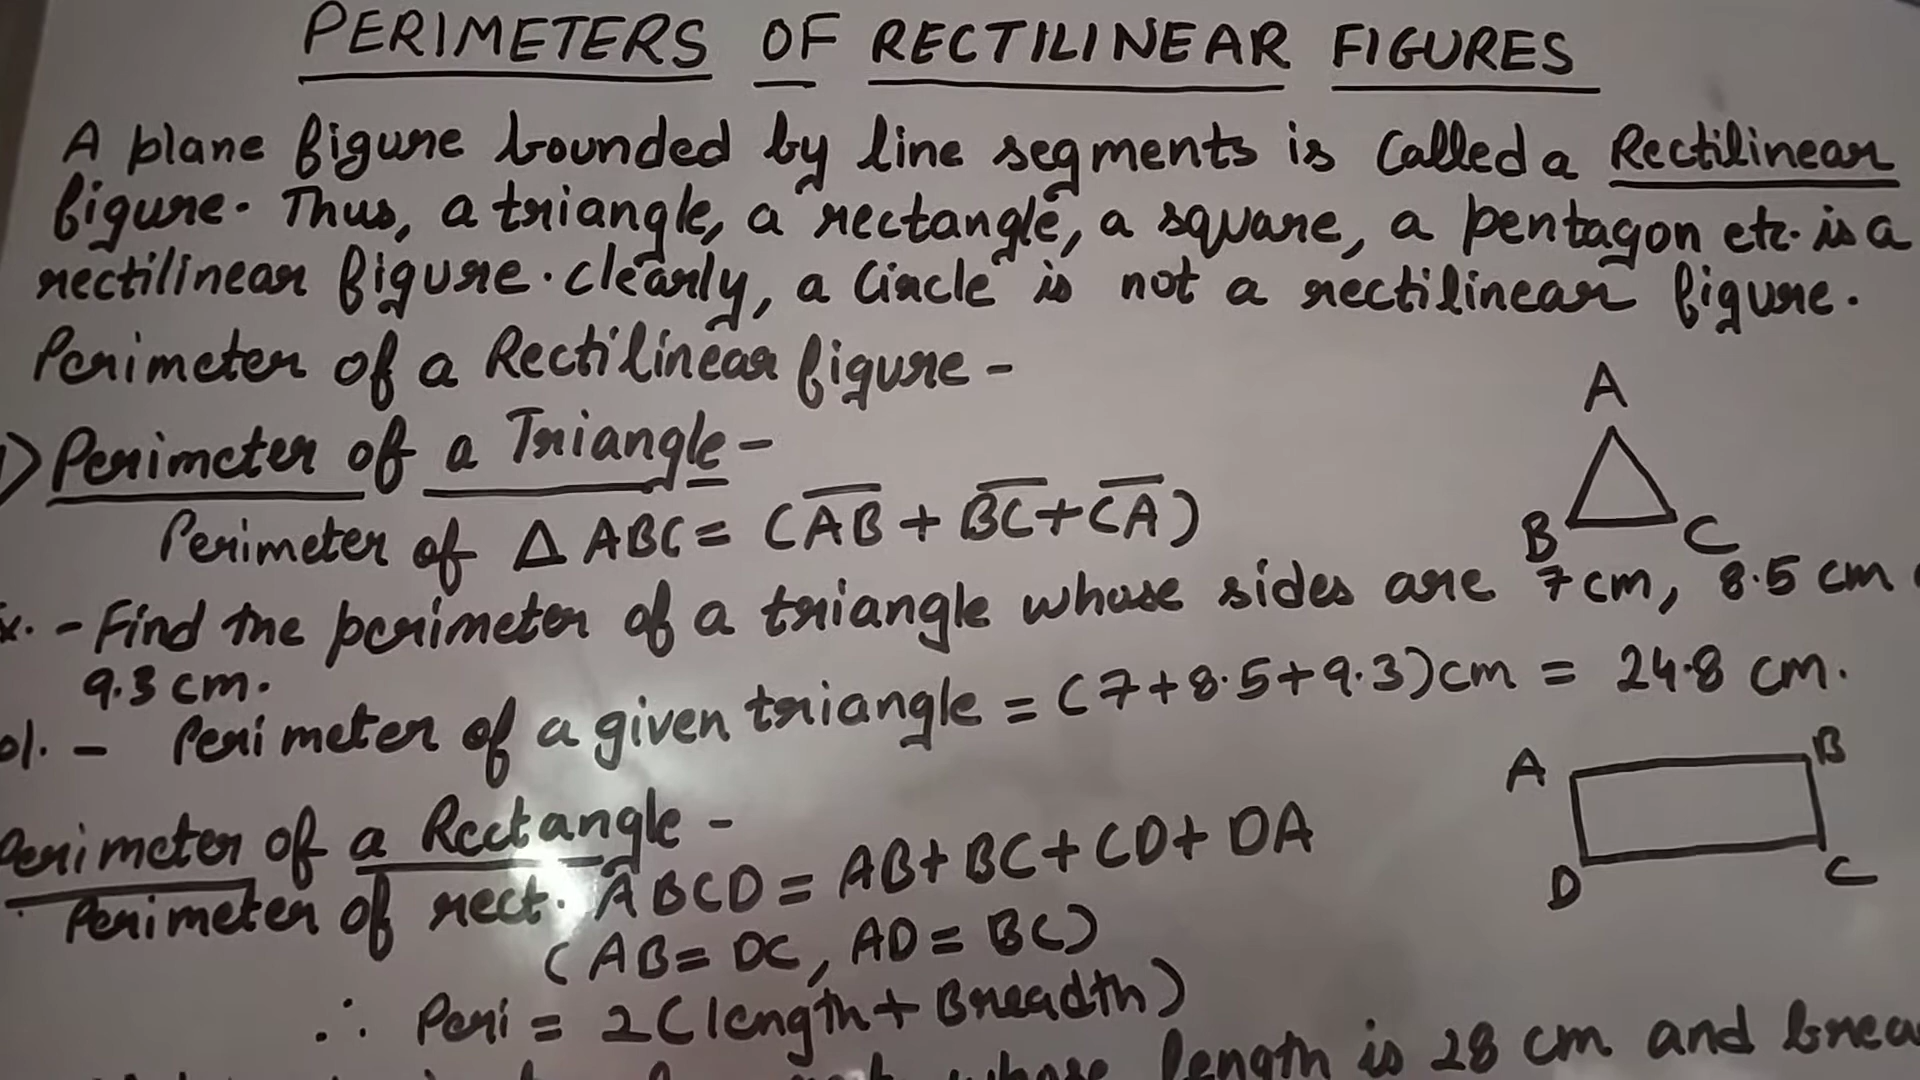 PERIMETERS OF RECTILINEAR FIGURES
A plane figure bounded by line segments is called a Rectilinear
figure. Thus, a triangle, a rectangle, a square, a pentagon etc. is a
rectilinear figure. clearly, a Circle is not a rectilinear figure.
Perimeter of a Rectilinear figure -
1) Perimeter of a Triangle -
Perimeter of Δ ABC = (A̅B̅ + B̅C̅ + C̅A̅)
A
B C
- Find the perimeter of a triangle whose sides are 7 cm, 8.5 cm
9.3 cm.
- Perimeter of a given triangle = (7+8.5+9.3)cm = 24.8 cm.
Perimeter of a Rectangle -
A B
D C
Perimeter of rect. ABCD = AB + BC + CD + DA
(AB = DC, AD = BC)
∴ Peri = 2(length + Breadth)
whose length is 28 cm and